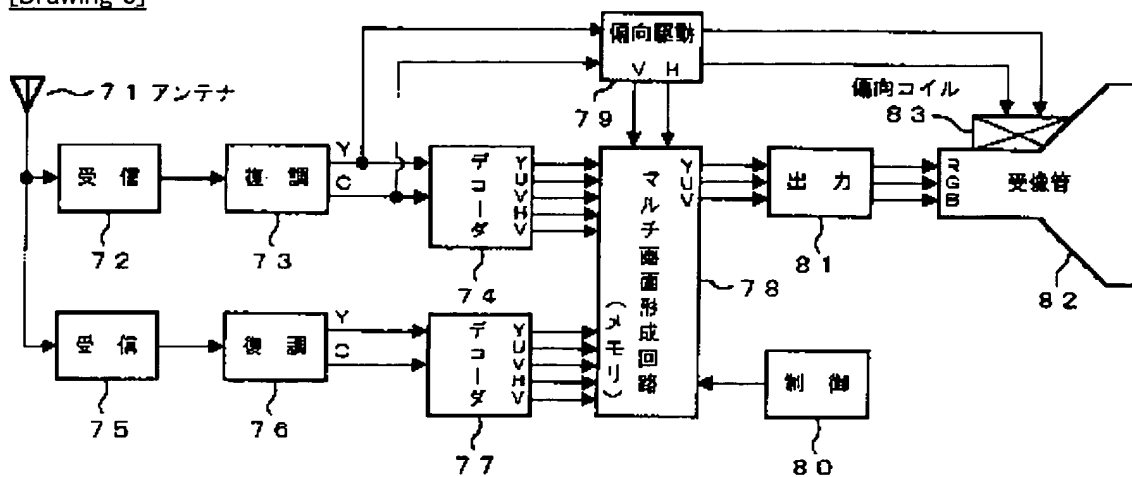 偏向駆動
V H
79
71 アンテナ
偏向コイル
83
受信
72
復調
73
Y
C
デコーダ
74
Y
U
V
H
V
マルチ画面形成回路
(メモリ)
78
Y
U
V
出力
81
R
G
B
受像管
82
受信
75
復調
76
Y
C
デコーダ
77
Y
U
V
H
V
制御
80